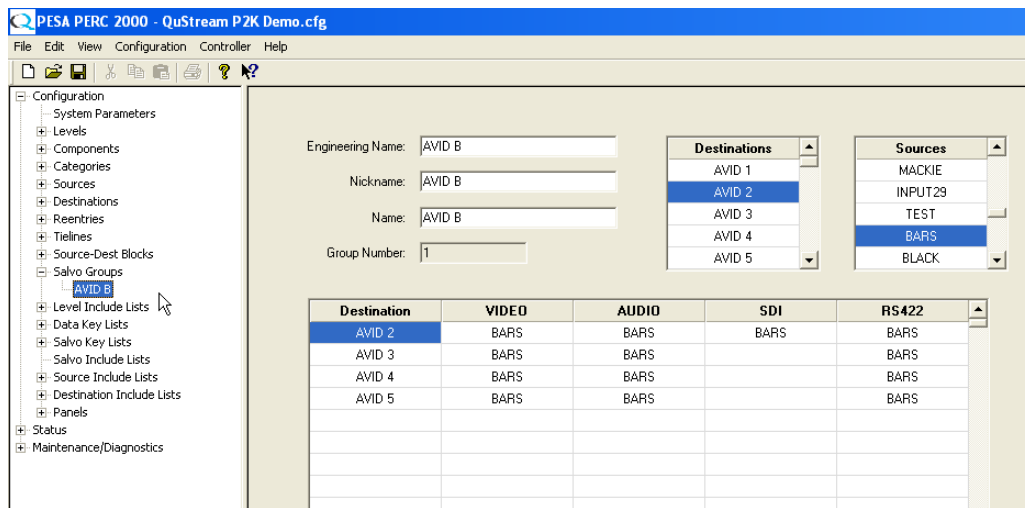 PESA PERC 2000 - QuStream P2K Demo.cfg
File Edit View Configuration Controller Help
Configuration
System Parameters
Levels
Components
Categories
Sources
Destinations
Reentries
Tielines
Source-Dest Blocks
Salvo Groups
AVID B
Level Include Lists
Data Key Lists
Salvo Key Lists
Salvo Include Lists
Source Include Lists
Destination Include Lists
Panels
Status
Maintenance/Diagnostics
Engineering Name: AVID B
Nickname: AVID B
Name: AVID B
Group Number: 1
Destinations
AVID 1
AVID 2
AVID 3
AVID 4
AVID 5
Sources
MACKIE
INPUT29
TEST
BARS
BLACK
Destination VIDEO AUDIO SDI RS422
AVID 2 BARS BARS BARS BARS
AVID 3 BARS BARS BARS
AVID 4 BARS BARS BARS
AVID 5 BARS BARS BARS